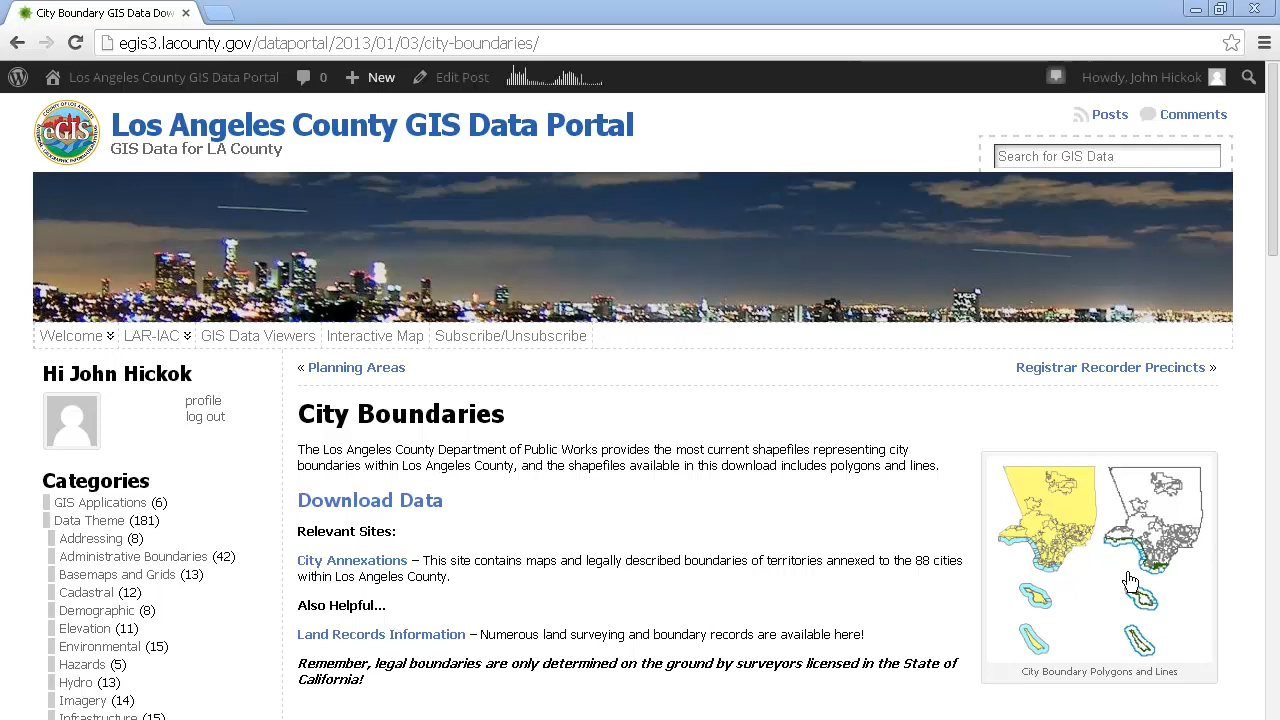 City Boundary GIS Data Dow
egis3.lacounty.gov/dataportal/2013/01/03/city-boundaries/
Los Angeles County GIS Data Portal 0 New Edit Post Howdy, John Hickok
eGIS
Los Angeles County GIS Data Portal
GIS Data for LA County
Posts Comments
Search for GIS Data
Welcome LAR-IAC GIS Data Viewers Interactive Map Subscribe/Unsubscribe
Hi John Hickok
profile
log out
Categories
GIS Applications (6)
Data Theme (181)
Addressing (8)
Administrative Boundaries (42)
Basemaps and Grids (13)
Cadastral (12)
Demographic (8)
Elevation (11)
Environmental (15)
Hazards (5)
Hydro (13)
Imagery (14)
Infrastructure (15)
« Planning Areas
Registrar Recorder Precincts »
City Boundaries
The Los Angeles County Department of Public Works provides the most current shapefiles representing city
boundaries within Los Angeles County, and the shapefiles available in this download includes polygons and lines.
Download Data
Relevant Sites:
City Annexations – This site contains maps and legally described boundaries of territories annexed to the 88 cities
within Los Angeles County.
Also Helpful...
Land Records Information – Numerous land surveying and boundary records are available here!
Remember, legal boundaries are only determined on the ground by surveyors licensed in the State of
California!
City Boundary Polygons and Lines